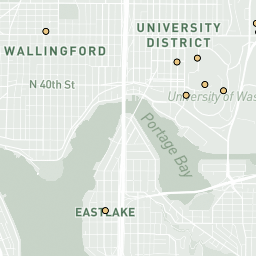 UNIVERSITY
DISTRICT
WALLINGFORD
N 40th St
University of Was
Portage Bay
EASTLAKE